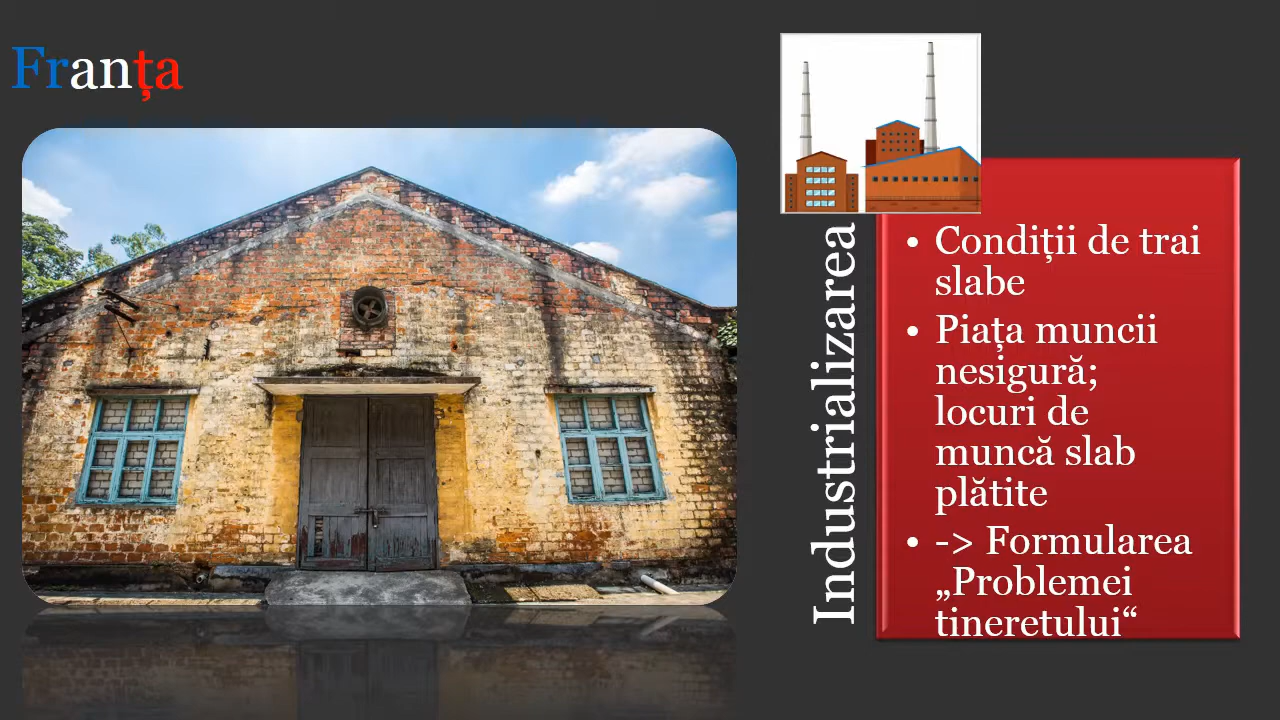 Franța
Industrializarea
• Condiții de trai
slabe
• Piața muncii
nesigură;
locuri de
muncă slab
plătite
• -> Formularea
„Problemei
tineretului“